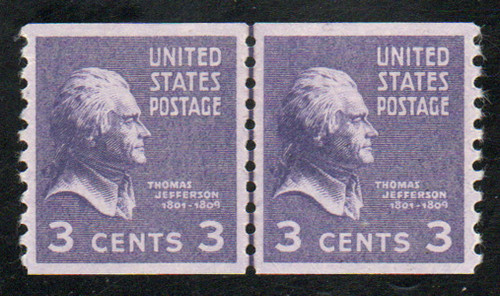 UNITED
STATES
POSTAGE
THOMAS
JEFFERSON
1801-1809
3 CENTS 3
UNITED
STATES
POSTAGE
THOMAS
JEFFERSON
1801-1809
3 CENTS 3